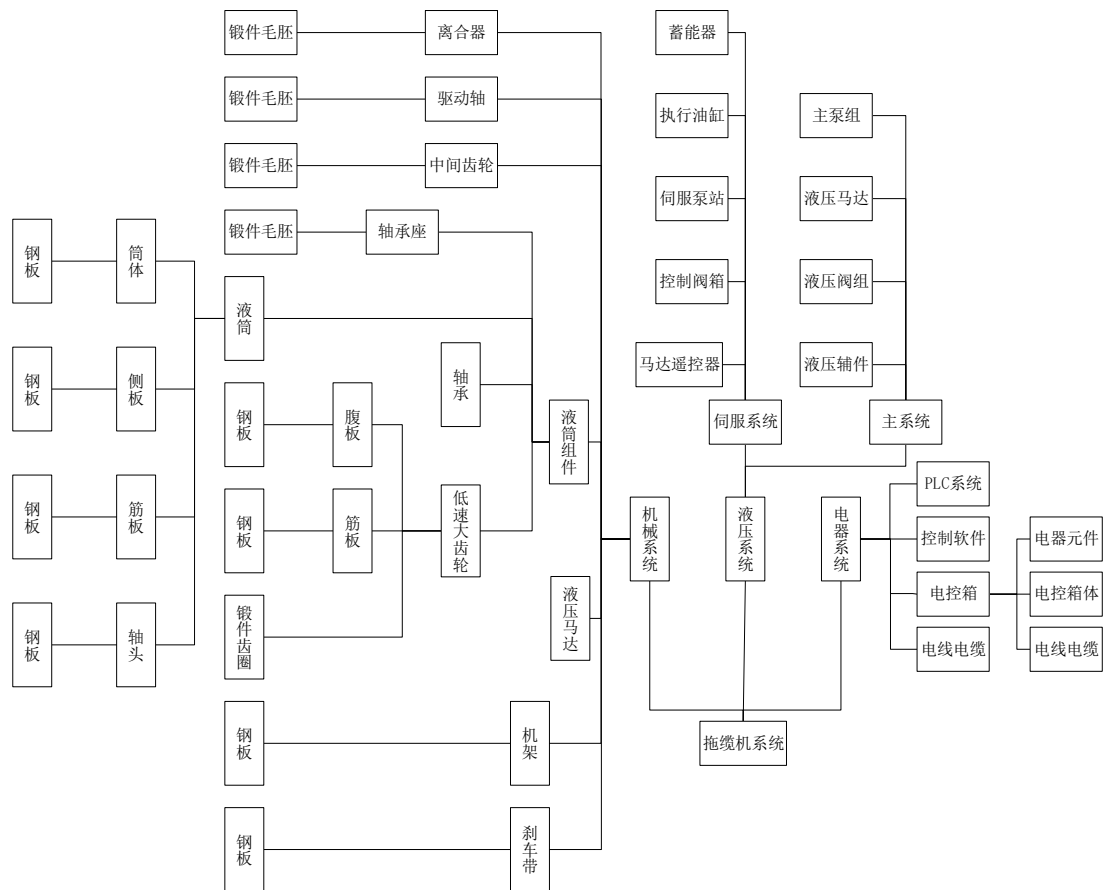 锻件毛胚
离合器
蓄能器
锻件毛胚
驱动轴
执行油缸
主泵组
锻件毛胚
中间齿轮
伺服泵站
液压马达
锻件毛胚
轴承座
钢板
筒体
控制阀箱
液压阀组
液筒
马达遥控器
液压辅件
钢板
侧板
轴承
钢板
腹板
液筒组件
伺服系统
主系统
PLC系统
钢板
筋板
钢板
筋板
低速大齿轮
机械系统
液压系统
电器系统
控制软件
电器元件
电控箱
电控箱体
液压马达
锻件齿圈
钢板
轴头
电线电缆
电线电缆
钢板
机架
拖缆机系统
钢板
刹车带